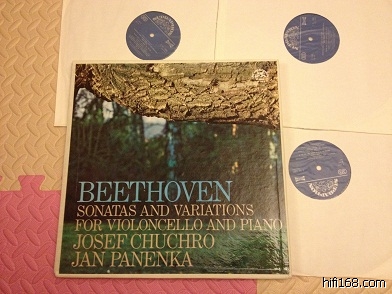 BEETHOVEN
SONATAS AND VARIATIONS
FOR VIOLONCELLO AND PIANO
JOSEF CHUCHRO
JAN PANENKA
hifi168.com